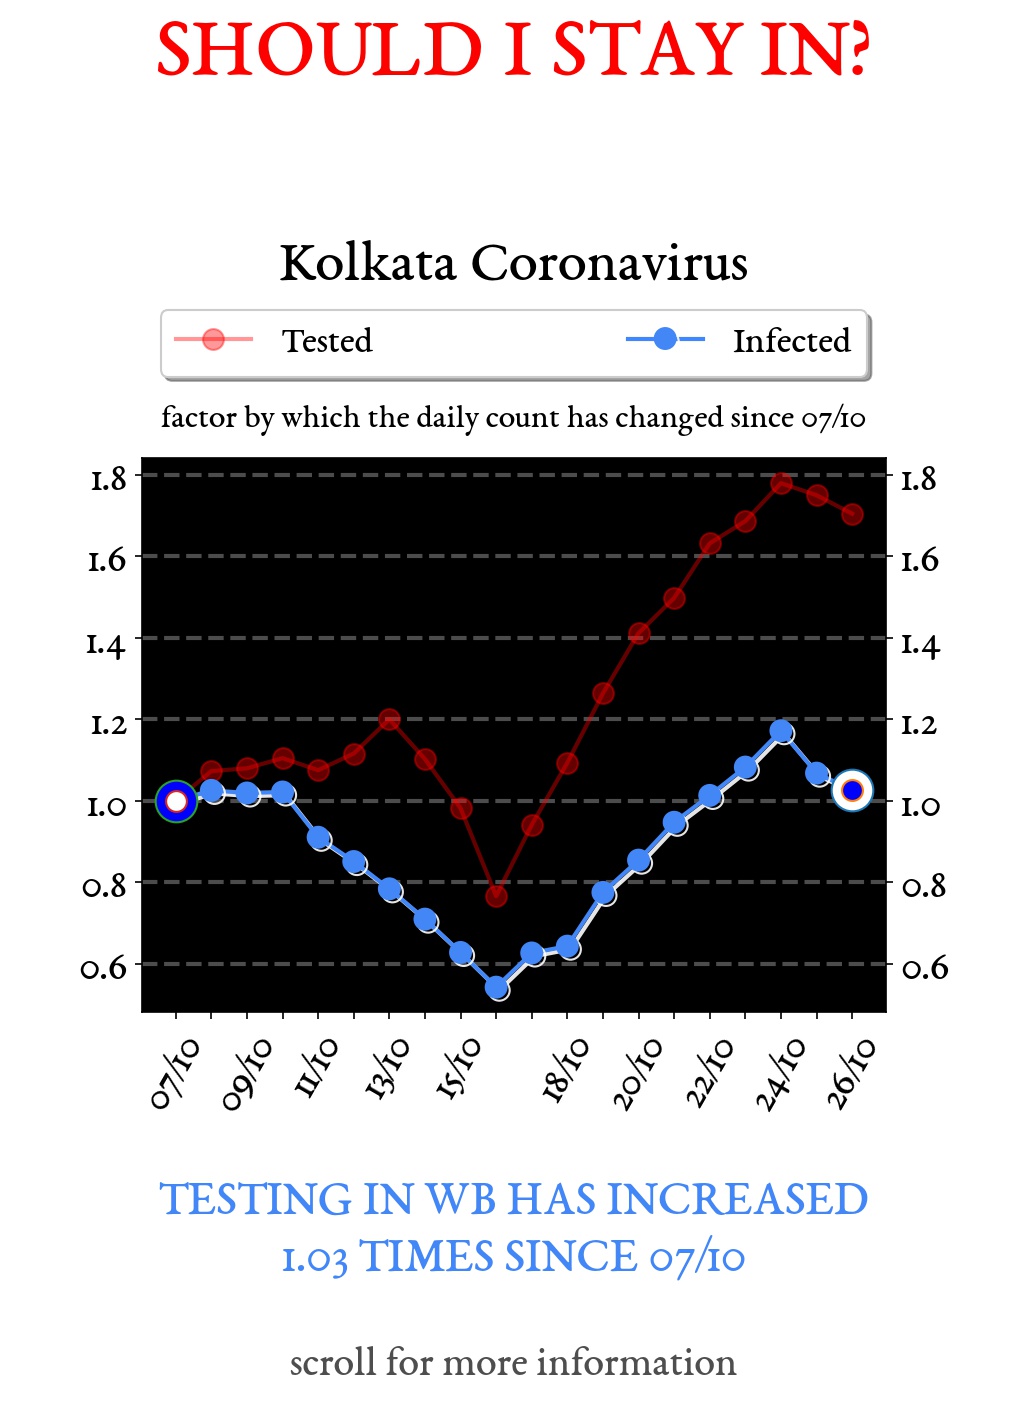 SHOULD I STAY IN?
Kolkata Coronavirus
Tested Infected
factor by which the daily count has changed since 07/10
1.8 1.8
1.6 1.6
1.4 1.4
1.2 1.2
1.0 1.0
0.8 0.8
0.6 0.6
07/10 09/10 11/10 13/10 15/10 18/10 20/10 22/10 24/10 26/10
TESTING IN WB HAS INCREASED
1.03 TIMES SINCE 07/10
scroll for more information